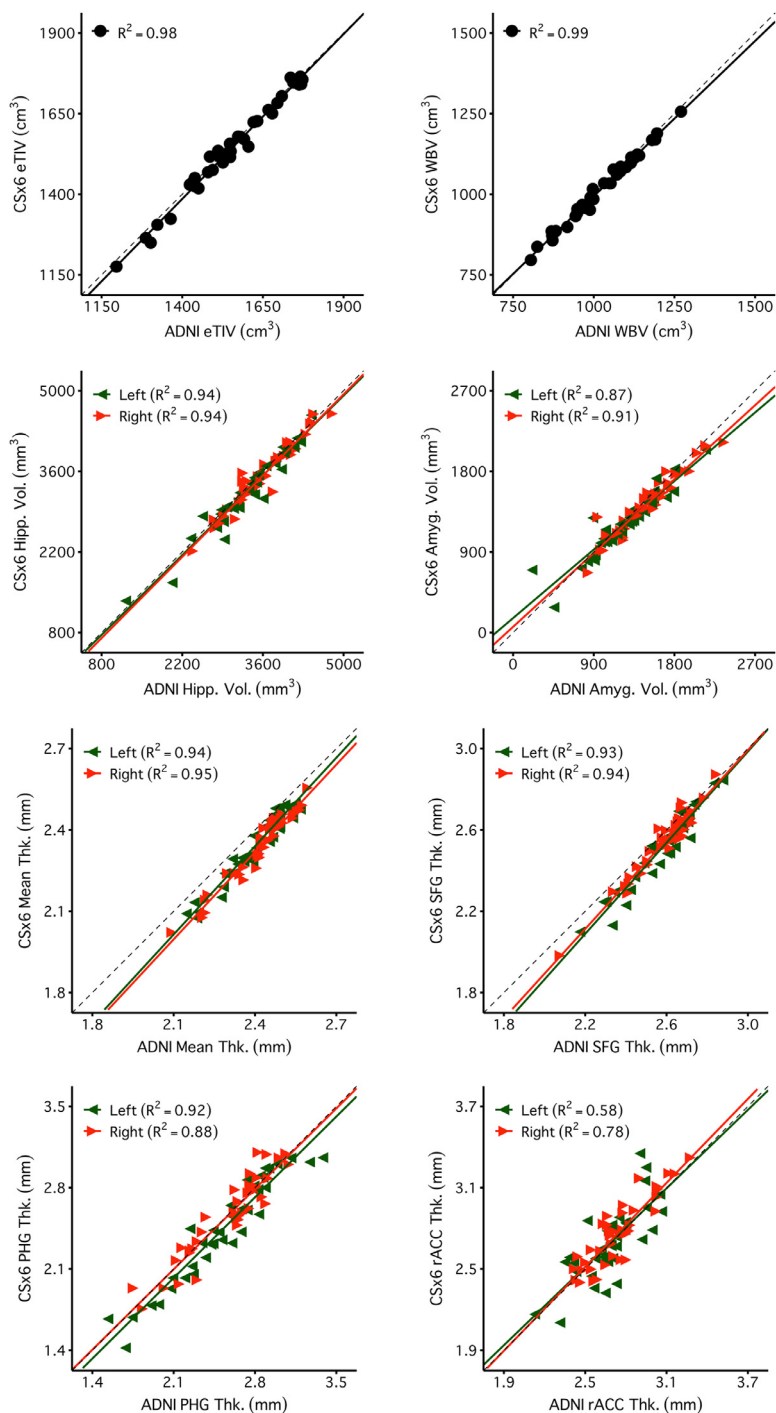 R² = 0.98
1900
1650
1400
1150
CSx6 eTIV (cm³)
1150 1400 1650 1900
ADNI eTIV (cm³)
R² = 0.99
1500
1250
1000
750
CSx6 WBV (cm³)
750 1000 1250 1500
ADNI WBV (cm³)
Left (R² = 0.94)
Right (R² = 0.94)
5000
3600
2200
800
CSx6 Hipp. Vol. (mm³)
800 2200 3600 5000
ADNI Hipp. Vol. (mm³)
Left (R² = 0.87)
Right (R² = 0.91)
2700
1800
900
0
CSx6 Amyg. Vol. (mm³)
0 900 1800 2700
ADNI Amyg. Vol. (mm³)
Left (R² = 0.94)
Right (R² = 0.95)
2.7
2.4
2.1
1.8
CSx6 Mean Thk. (mm)
1.8 2.1 2.4 2.7
ADNI Mean Thk. (mm)
Left (R² = 0.93)
Right (R² = 0.94)
3.0
2.6
2.2
1.8
CSx6 SFG Thk. (mm)
1.8 2.2 2.6 3.0
ADNI SFG Thk. (mm)
Left (R² = 0.92)
Right (R² = 0.88)
3.5
2.8
2.1
1.4
CSx6 PHG Thk. (mm)
1.4 2.1 2.8 3.5
ADNI PHG Thk. (mm)
Left (R² = 0.58)
Right (R² = 0.78)
3.7
3.1
2.5
1.9
CSx6 rACC Thk. (mm)
1.9 2.5 3.1 3.7
ADNI rACC Thk. (mm)